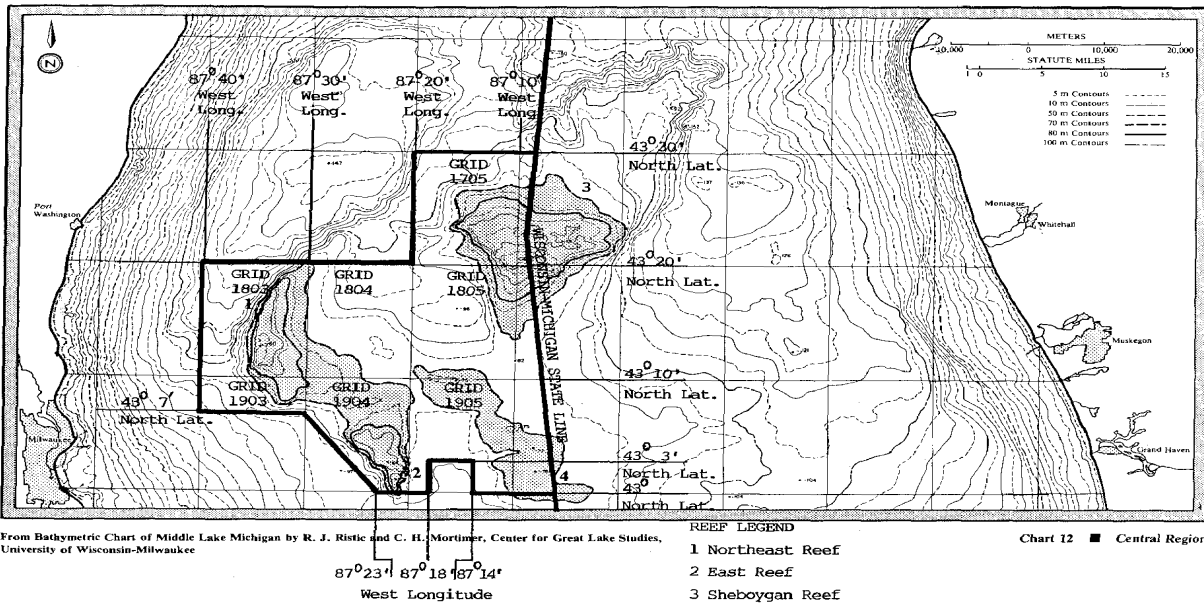 METERS
10,000 0 10,000 20,000
STATUTE MILES
1 0 5 10 15
5 m Contours
10 m Contours
50 m Contours
70 m Contours
80 m Contours
100 m Contours
N
87° 40' West Long.
87° 30' West Long.
87° 20' West Long.
87° 10' West Long.
43° 30' North Lat.
GRID 1705
3
Port Washington
Montague
Whitehall
43° 20' North Lat.
GRID 1803
GRID 1804
GRID 1805
1
WISCONSIN-MICHIGAN STATE LINE
Muskegon
43° 10' North Lat.
GRID 1903
GRID 1904
GRID 1905
43° 7' North Lat.
Milwaukee
Grand Haven
43° 3' North Lat.
2
4
43° North Lat.
From Bathymetric Chart of Middle Lake Michigan by R. J. Ristic and C. H. Mortimer, Center for Great Lake Studies,
University of Wisconsin-Milwaukee
Chart 12 ■ Central Region
87° 23' 87° 18' 87° 14'
West Longitude
REEF LEGEND
1 Northeast Reef
2 East Reef
3 Sheboygan Reef